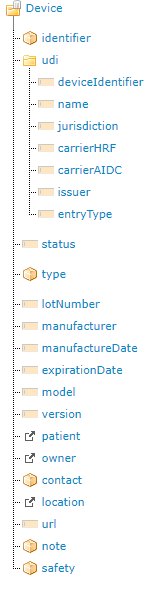 Device
identifier
udi
deviceIdentifier
name
jurisdiction
carrierHRF
carrierAIDC
issuer
entryType
status
type
lotNumber
manufacturer
manufactureDate
expirationDate
model
version
patient
owner
contact
location
url
note
safety